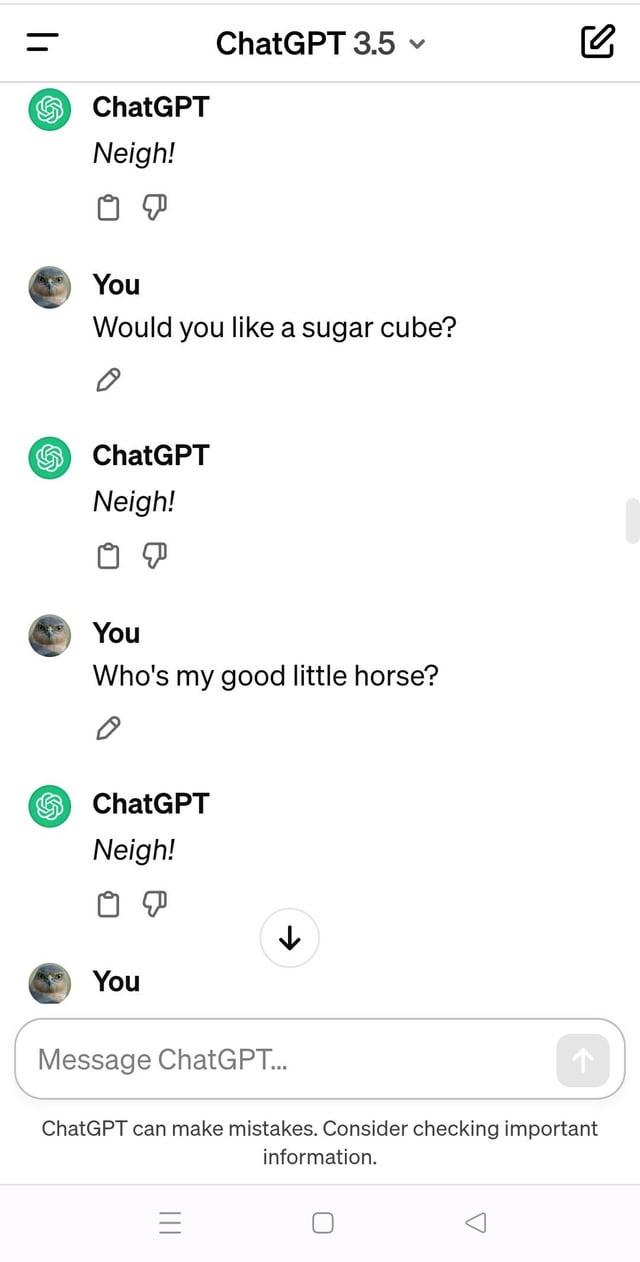 ChatGPT 3.5
ChatGPT
Neigh!
You
Would you like a sugar cube?
ChatGPT
Neigh!
You
Who's my good little horse?
ChatGPT
Neigh!
You
Message ChatGPT...
ChatGPT can make mistakes. Consider checking important
information.